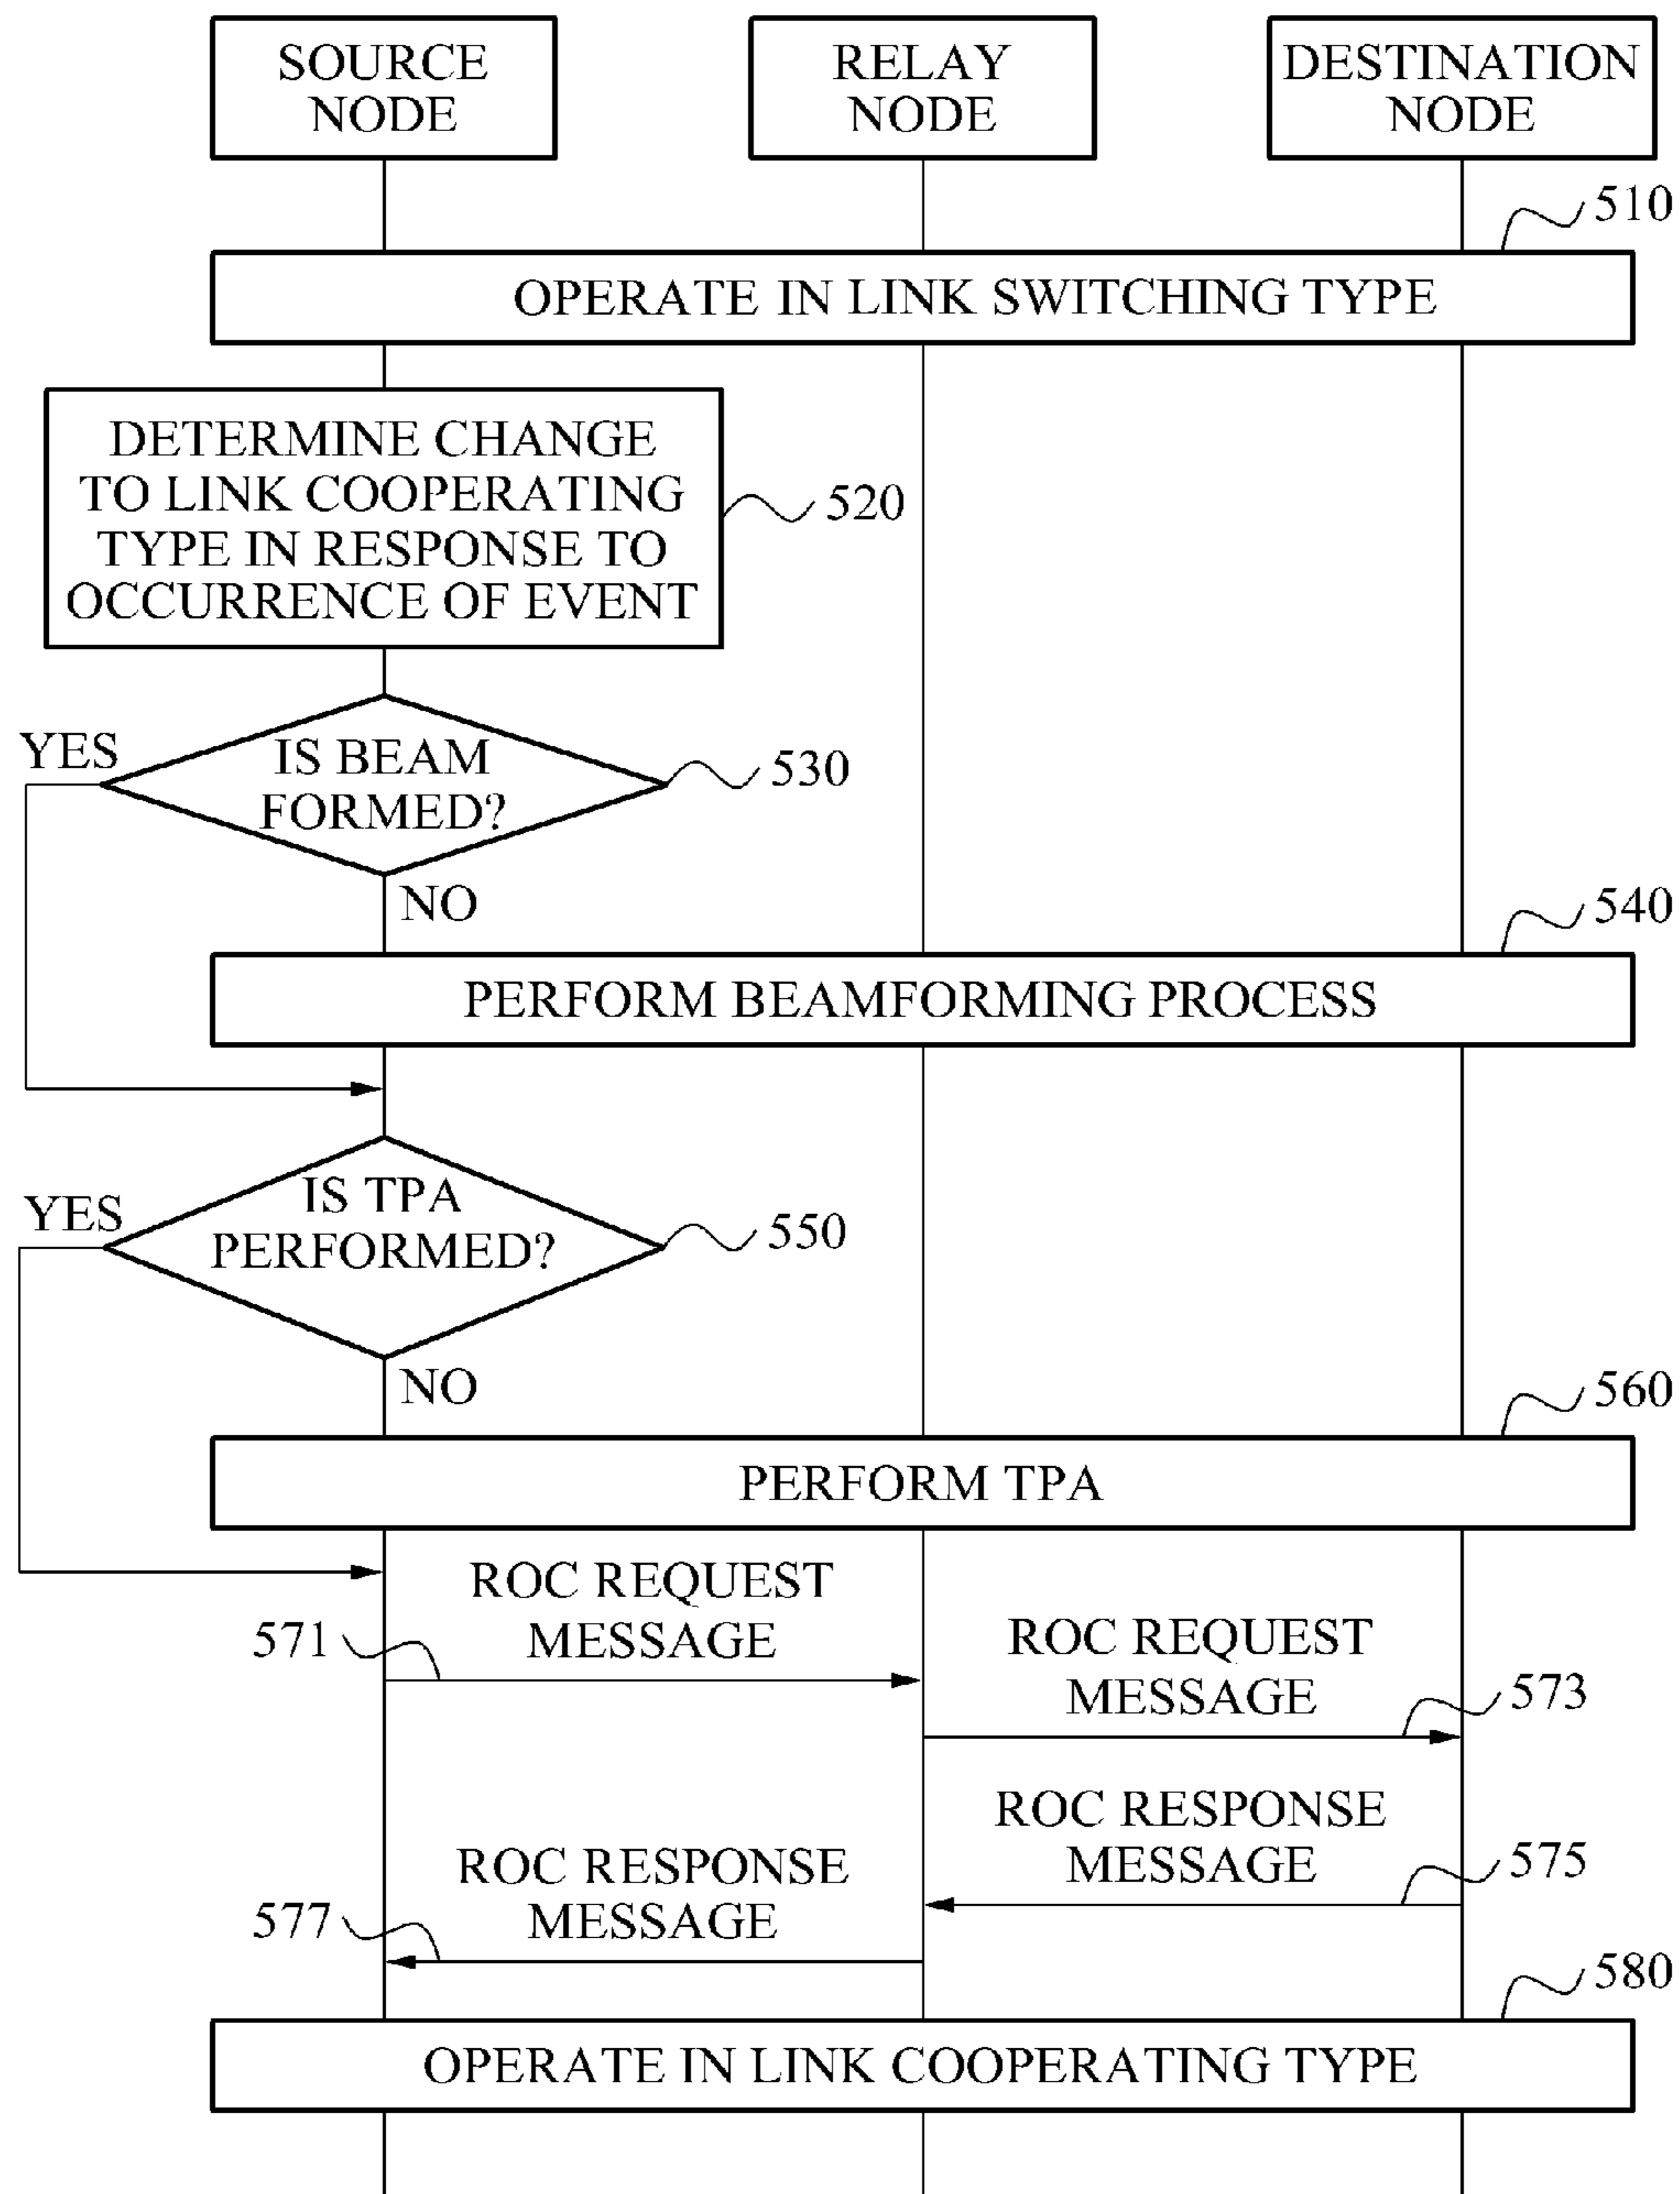 SOURCE
NODE
RELAY
NODE
DESTINATION
NODE
510
OPERATE IN LINK SWITCHING TYPE
DETERMINE CHANGE
TO LINK COOPERATING
TYPE IN RESPONSE TO
OCCURRENCE OF EVENT
520
YES
IS BEAM
FORMED?
530
NO
540
PERFORM BEAMFORMING PROCESS
YES
IS TPA
PERFORMED?
550
NO
560
PERFORM TPA
ROC REQUEST
MESSAGE
571
ROC REQUEST
MESSAGE
573
ROC RESPONSE
MESSAGE
575
ROC RESPONSE
MESSAGE
577
580
OPERATE IN LINK COOPERATING TYPE